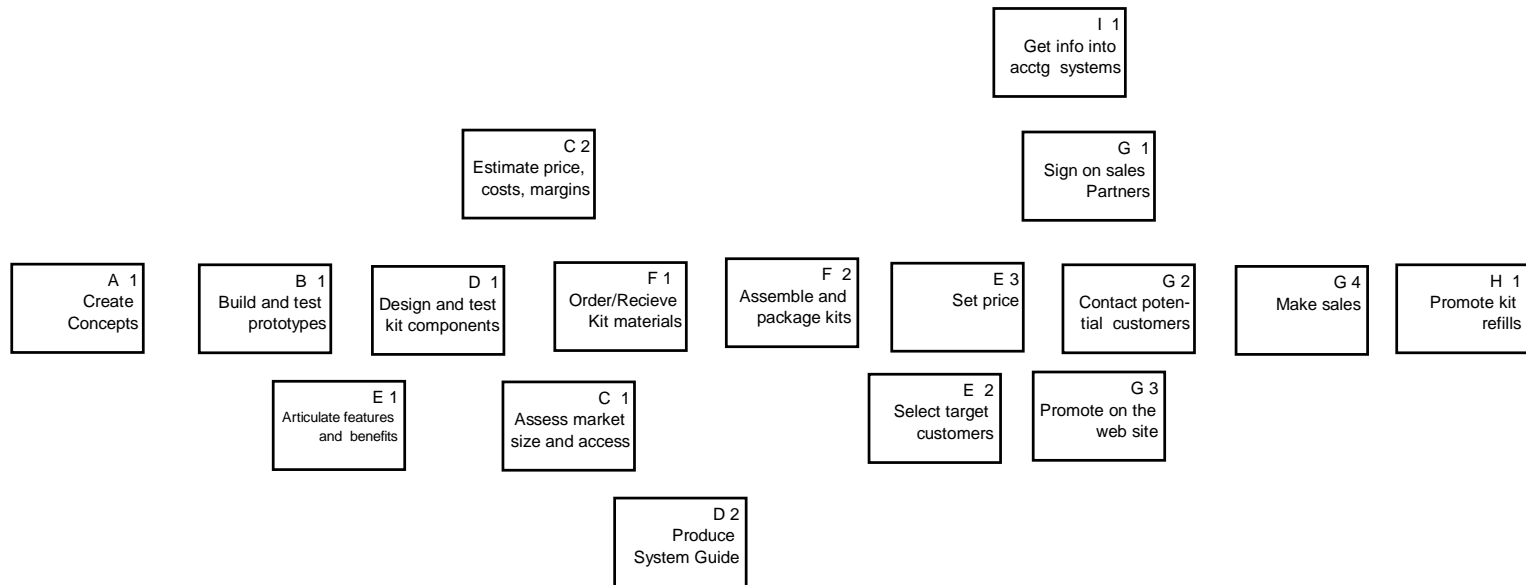 I 1
Get info into
acctg systems
C 2
Estimate price,
costs, margins
G 1
Sign on sales
Partners
A 1
Create
Concepts
B 1
Build and test
prototypes
D 1
Design and test
kit components
F 1
Order/Recieve
Kit materials
F 2
Assemble and
package kits
E 3
Set price
G 2
Contact poten-
tial customers
G 4
Make sales
H 1
Promote kit
refills
E 1
Articulate features
and benefits
C 1
Assess market
size and access
E 2
Select target
customers
G 3
Promote on the
web site
D 2
Produce
System Guide